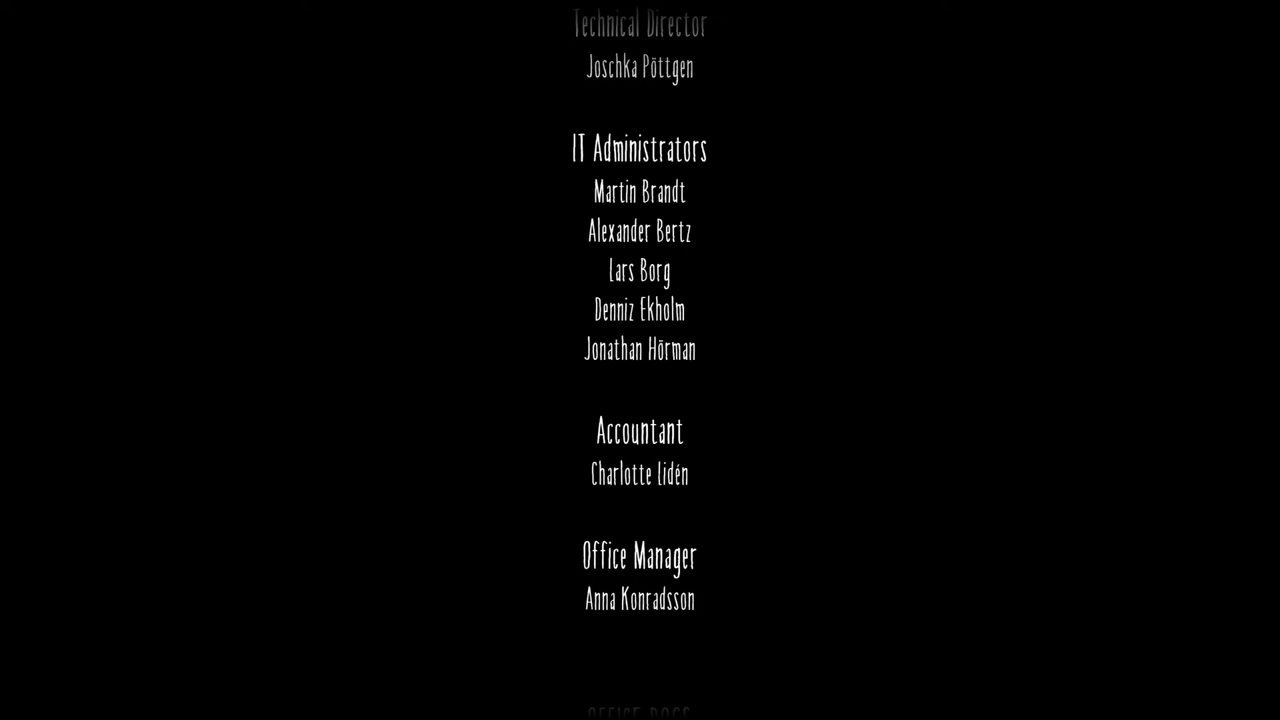 Technical Director
Joschka Pöttgen
IT Administrators
Martin Brandt
Alexander Bertz
Lars Borg
Denniz Ekholm
Jonathan Hörman
Accountant
Charlotte Lidén
Office Manager
Anna Konradsson